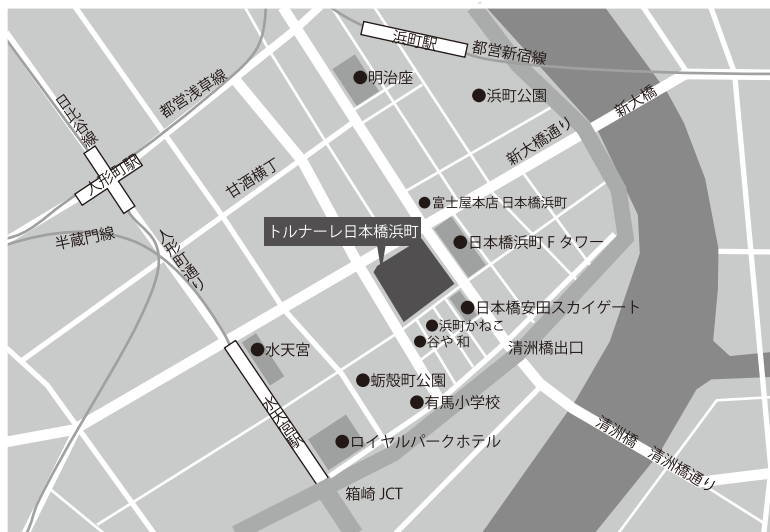 浜町駅
都営新宿線
明治座
浜町公園
都営浅草線
日比谷線
新大橋
新大橋通り
人形町駅
甘酒横丁
富士屋本店 日本橋浜町
トルナーレ日本橋浜町
半蔵門線
人形町通り
日本橋浜町 F タワー
日本橋安田スカイゲート
浜町かねこ
谷や 和
水天宮
清洲橋出口
蛎殻町公園
有馬小学校
水天宮駅
清洲橋
清洲橋通り
ロイヤルパークホテル
箱崎 JCT